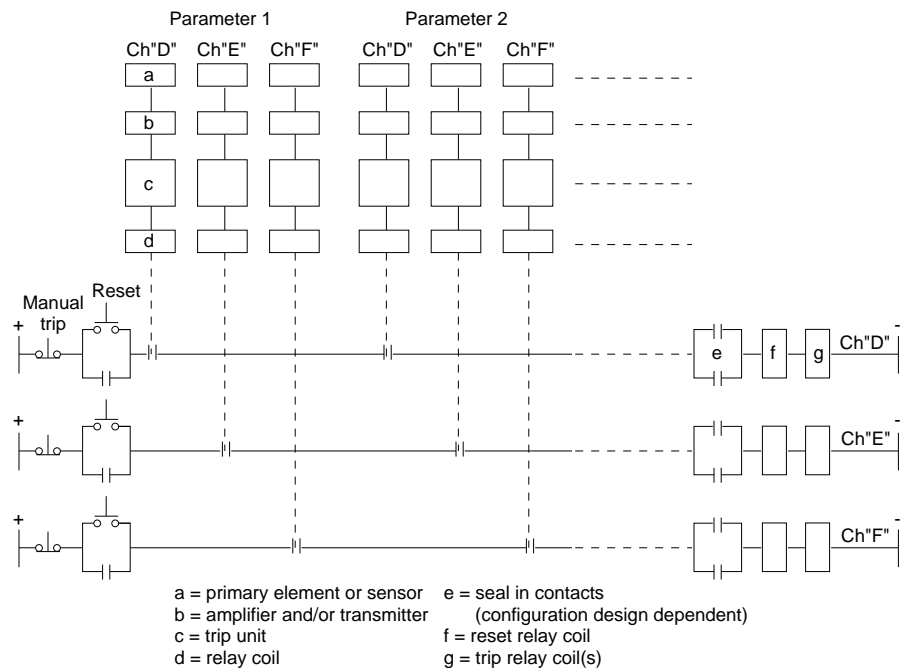 Parameter 1 Parameter 2
Ch"D" Ch"E" Ch"F" Ch"D" Ch"E" Ch"F"
a
b
c
d
Reset
Manual
trip
+ -
e f g Ch"D"
+ -
Ch"E"
+ -
Ch"F"
a = primary element or sensor
b = amplifier and/or transmitter
c = trip unit
d = relay coil
e = seal in contacts
(configuration design dependent)
f = reset relay coil
g = trip relay coil(s)